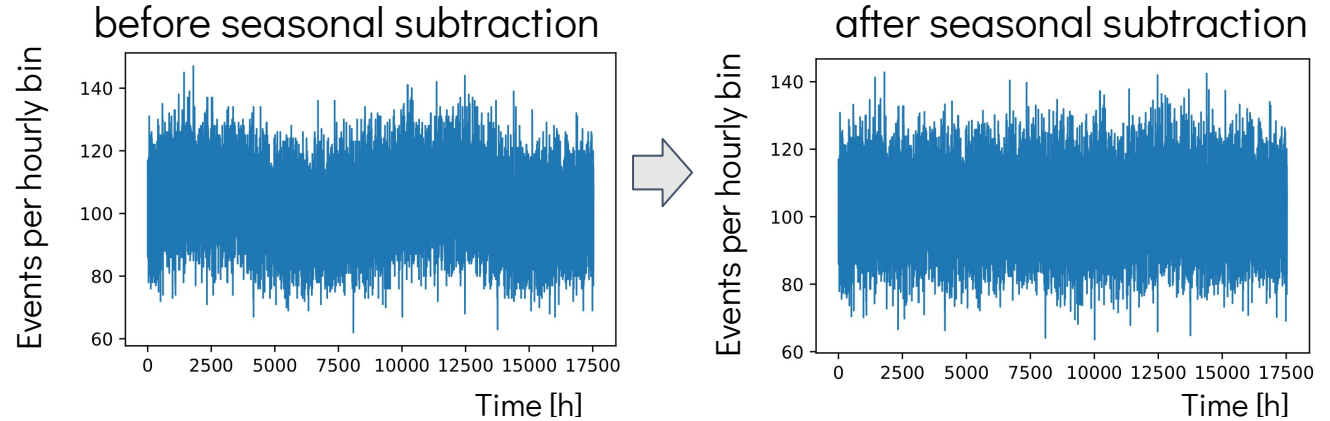 before seasonal subtraction
Events per hourly bin
140
120
100
80
60
0 2500 5000 7500 10000 12500 15000 17500
Time [h]
after seasonal subtraction
Events per hourly bin
140
120
100
80
60
0 2500 5000 7500 10000 12500 15000 17500
Time [h]